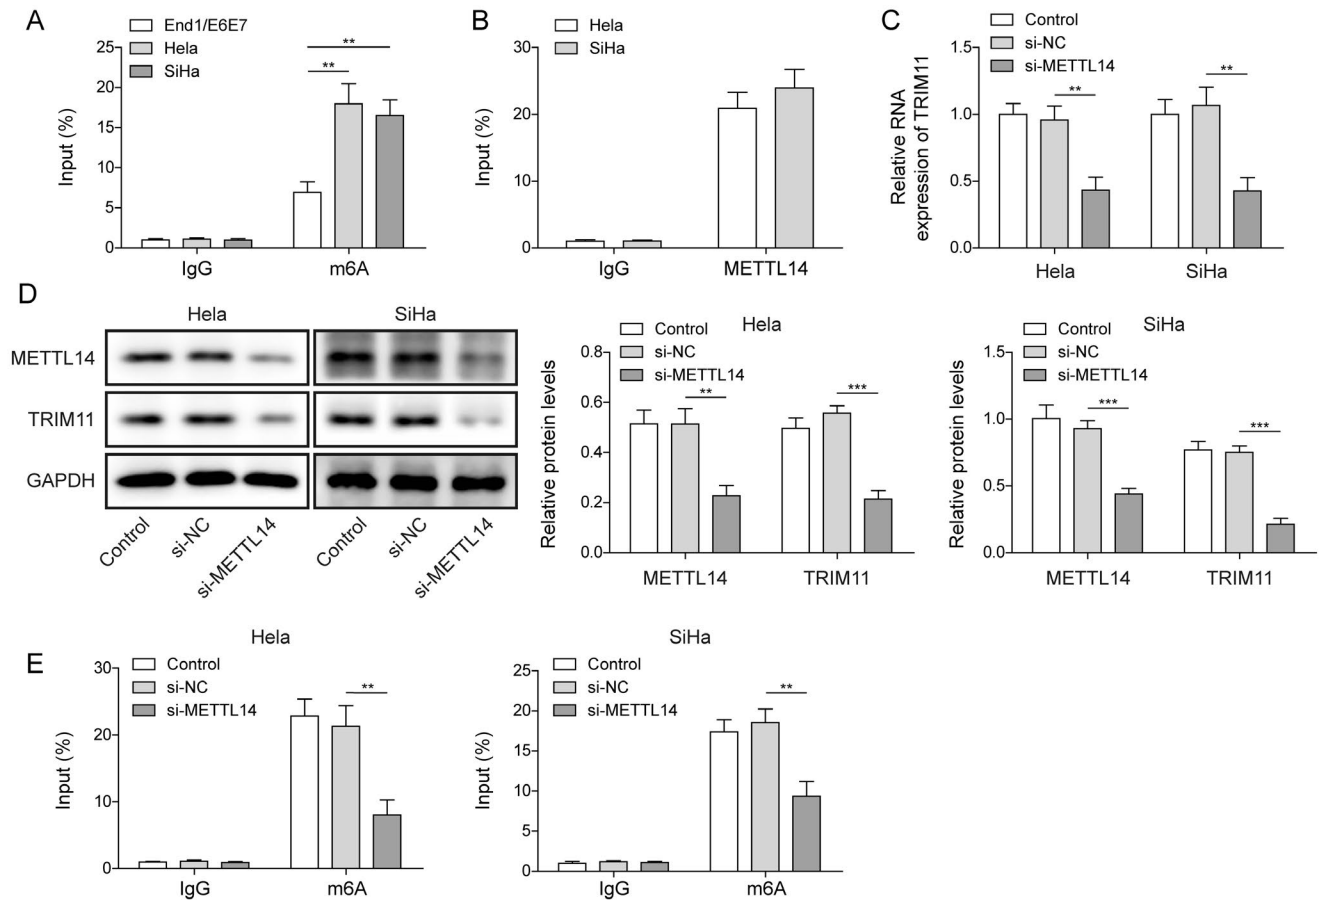 A
End1/E6E7
Hela
SiHa
Input (%)
25
20
15
10
5
0
**
**
IgG
m6A
B
Hela
SiHa
Input (%)
30
20
10
0
IgG
METTL14
C
Control
si-NC
si-METTL14
Relative RNA
expression of TRIM11
1.5
1.0
0.5
0.0
**
**
Hela
SiHa
D
Hela
SiHa
METTL14
TRIM11
GAPDH
Control
si-NC
si-METTL14
Control
si-NC
si-METTL14
Hela
Control
si-NC
si-METTL14
Relative protein levels
0.8
0.6
0.4
0.2
0.0
**
***
METTL14
TRIM11
SiHa
Control
si-NC
si-METTL14
Relative protein levels
1.5
1.0
0.5
0.0
***
***
METTL14
TRIM11
E
Hela
Control
si-NC
si-METTL14
Input (%)
30
20
10
0
**
IgG
m6A
SiHa
Control
si-NC
si-METTL14
Input (%)
25
20
15
10
5
0
**
IgG
m6A